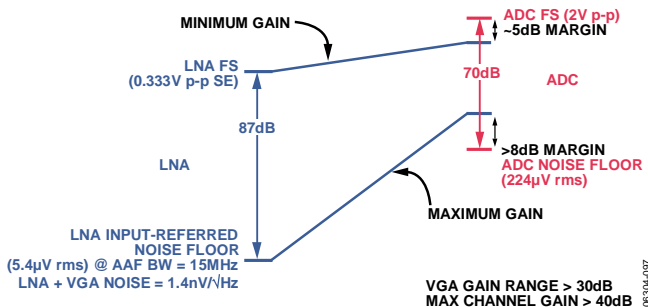 MINIMUM GAIN
ADC FS (2V p-p)
~5dB MARGIN
LNA FS
(0.333V p-p SE)
70dB
ADC
87dB
LNA
>8dB MARGIN
ADC NOISE FLOOR
(224µV rms)
MAXIMUM GAIN
LNA INPUT-REFERRED
NOISE FLOOR
(5.4µV rms) @ AAF BW = 15MHz
LNA + VGA NOISE = 1.4nV/√Hz
VGA GAIN RANGE > 30dB
MAX CHANNEL GAIN > 40dB
06304-097